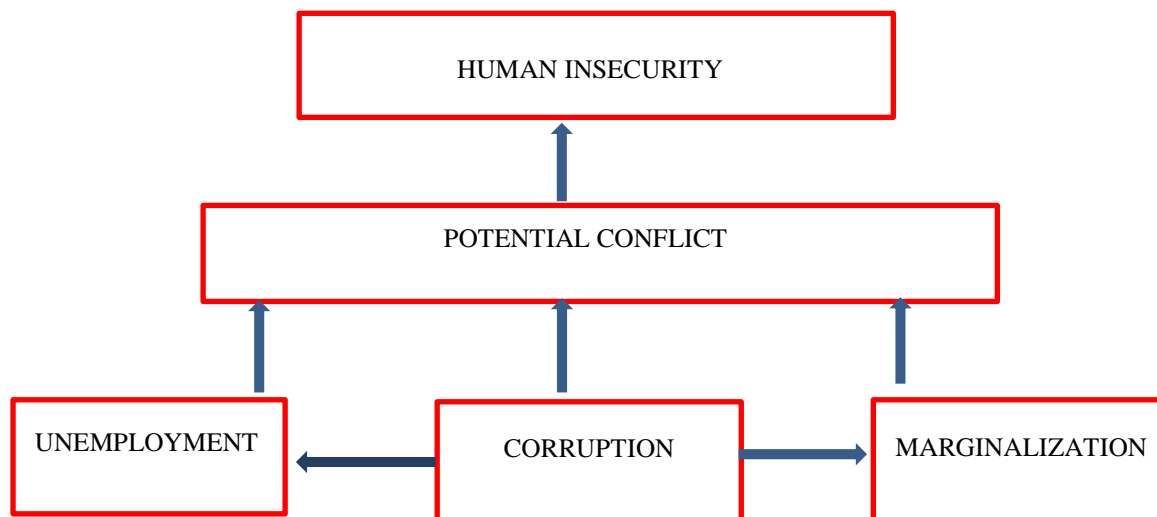 HUMAN INSECURITY
POTENTIAL CONFLICT
UNEMPLOYMENT
CORRUPTION
MARGINALIZATION